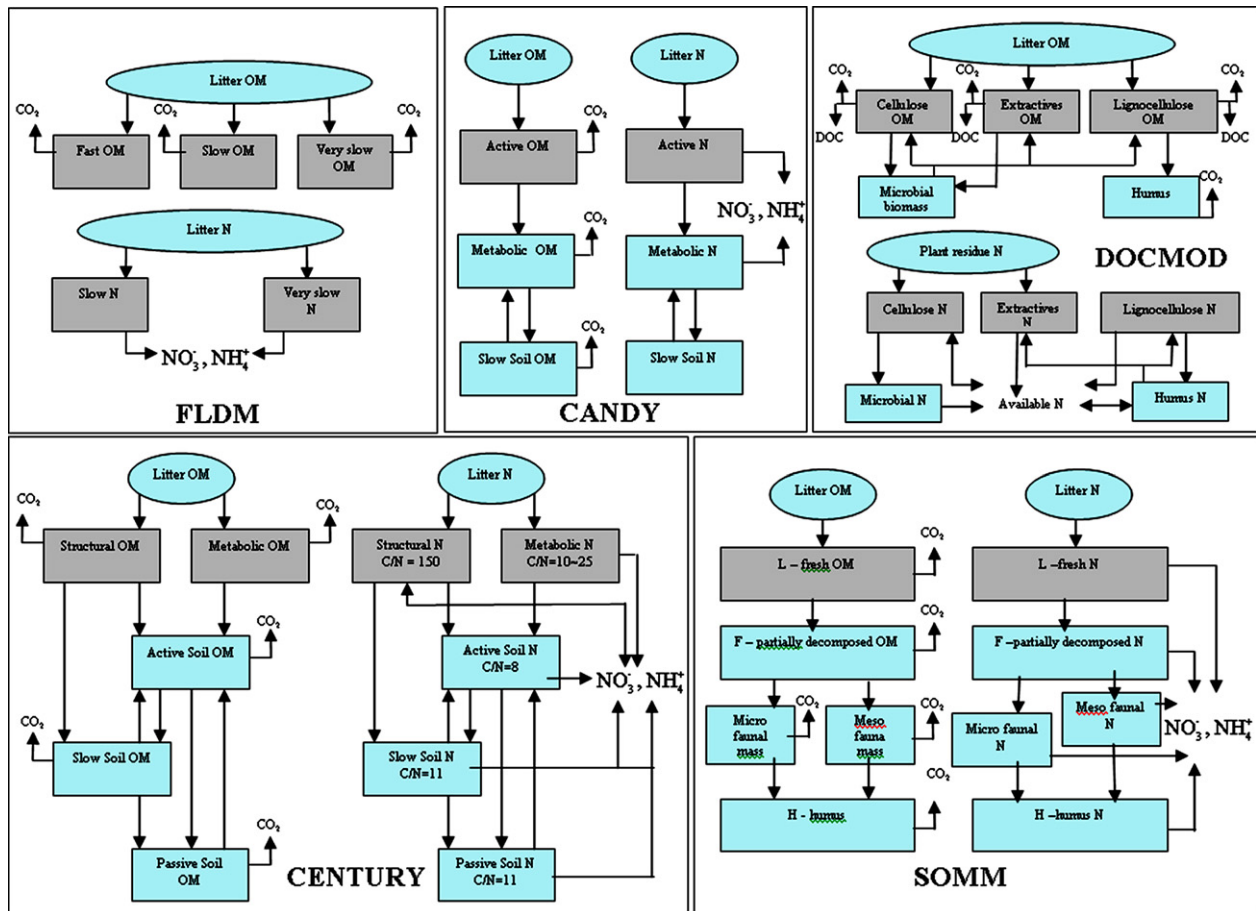 Litter OM
CO₂
CO₂
CO₂
Fast OM
Slow OM
Very slow
OM
Litter N
Slow N
Very slow
N
NO₃⁻, NH₄⁺
FLDM
Litter OM
Litter N
CO₂
Active OM
Active N
NO₃⁻, NH₄⁺
CO₂
Metabolic OM
Metabolic N
CO₂
Slow Soil OM
Slow Soil N
CANDY
Litter OM
CO₂
CO₂
CO₂
Cellulose
OM
Extractives
OM
Lignocellulose
OM
DOC
DOC
DOC
Microbial
biomass
Humus
CO₂
DOCMOD
Plant residue N
Cellulose N
Extractives
N
Lignocellulose N
Microbial N
Available N
Humus N
Litter OM
CO₂
CO₂
Structural OM
Metabolic OM
Active Soil OM
CO₂
CO₂
Slow Soil OM
Passive Soil
OM
CO₂
Litter N
Structural N
C/N = 150
Metabolic N
C/N=10~25
Active Soil N
C/N=8
NO₃⁻, NH₄⁺
Slow Soil N
C/N=11
Passive Soil N
C/N=11
CENTURY
Litter OM
Litter N
L – fresh OM
CO₂
L –fresh N
F – partially decomposed OM
CO₂
F –partially decomposed N
Micro
faunal
mass
CO₂
Meso
fauna
mass
CO₂
Micro faunal
N
Meso faunal
N
NO₃⁻, NH₄⁺
H - humus
CO₂
H –humus N
SOMM